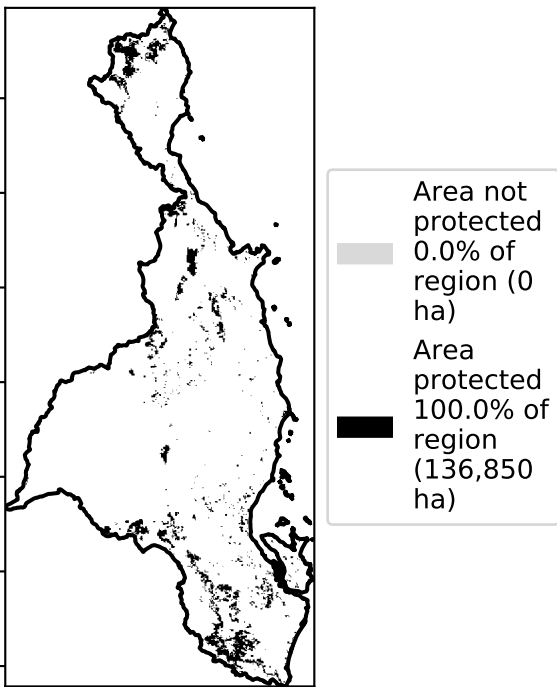 Area not
protected
0.0% of
region (0
ha)
Area
protected
100.0% of
region
(136,850
ha)